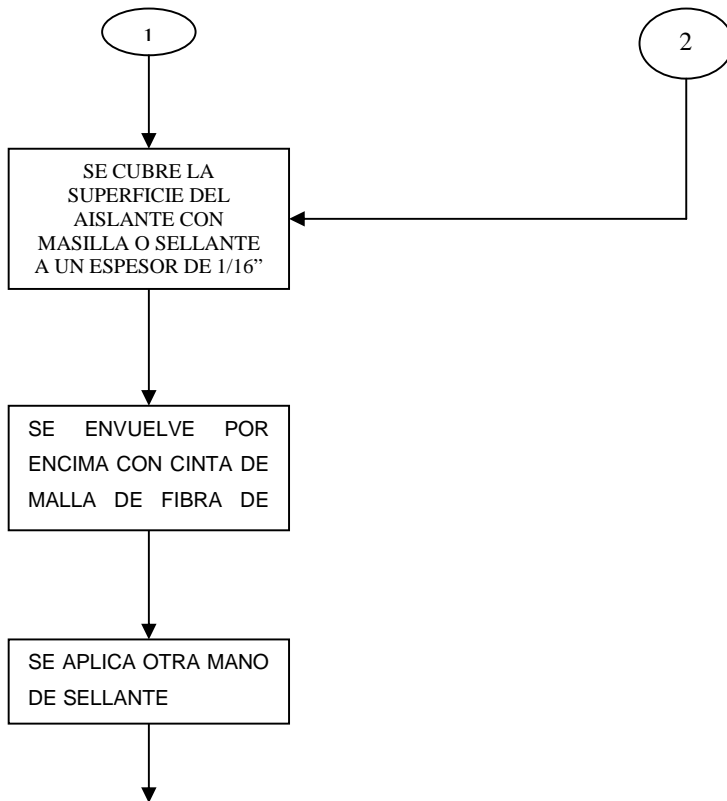 1
2
SE CUBRE LA
SUPERFICIE DEL
AISLANTE CON
MASILLA O SELLANTE
A UN ESPESOR DE 1/16”
SE ENVUELVE POR
ENCIMA CON CINTA DE
MALLA DE FIBRA DE
SE APLICA OTRA MANO
DE SELLANTE